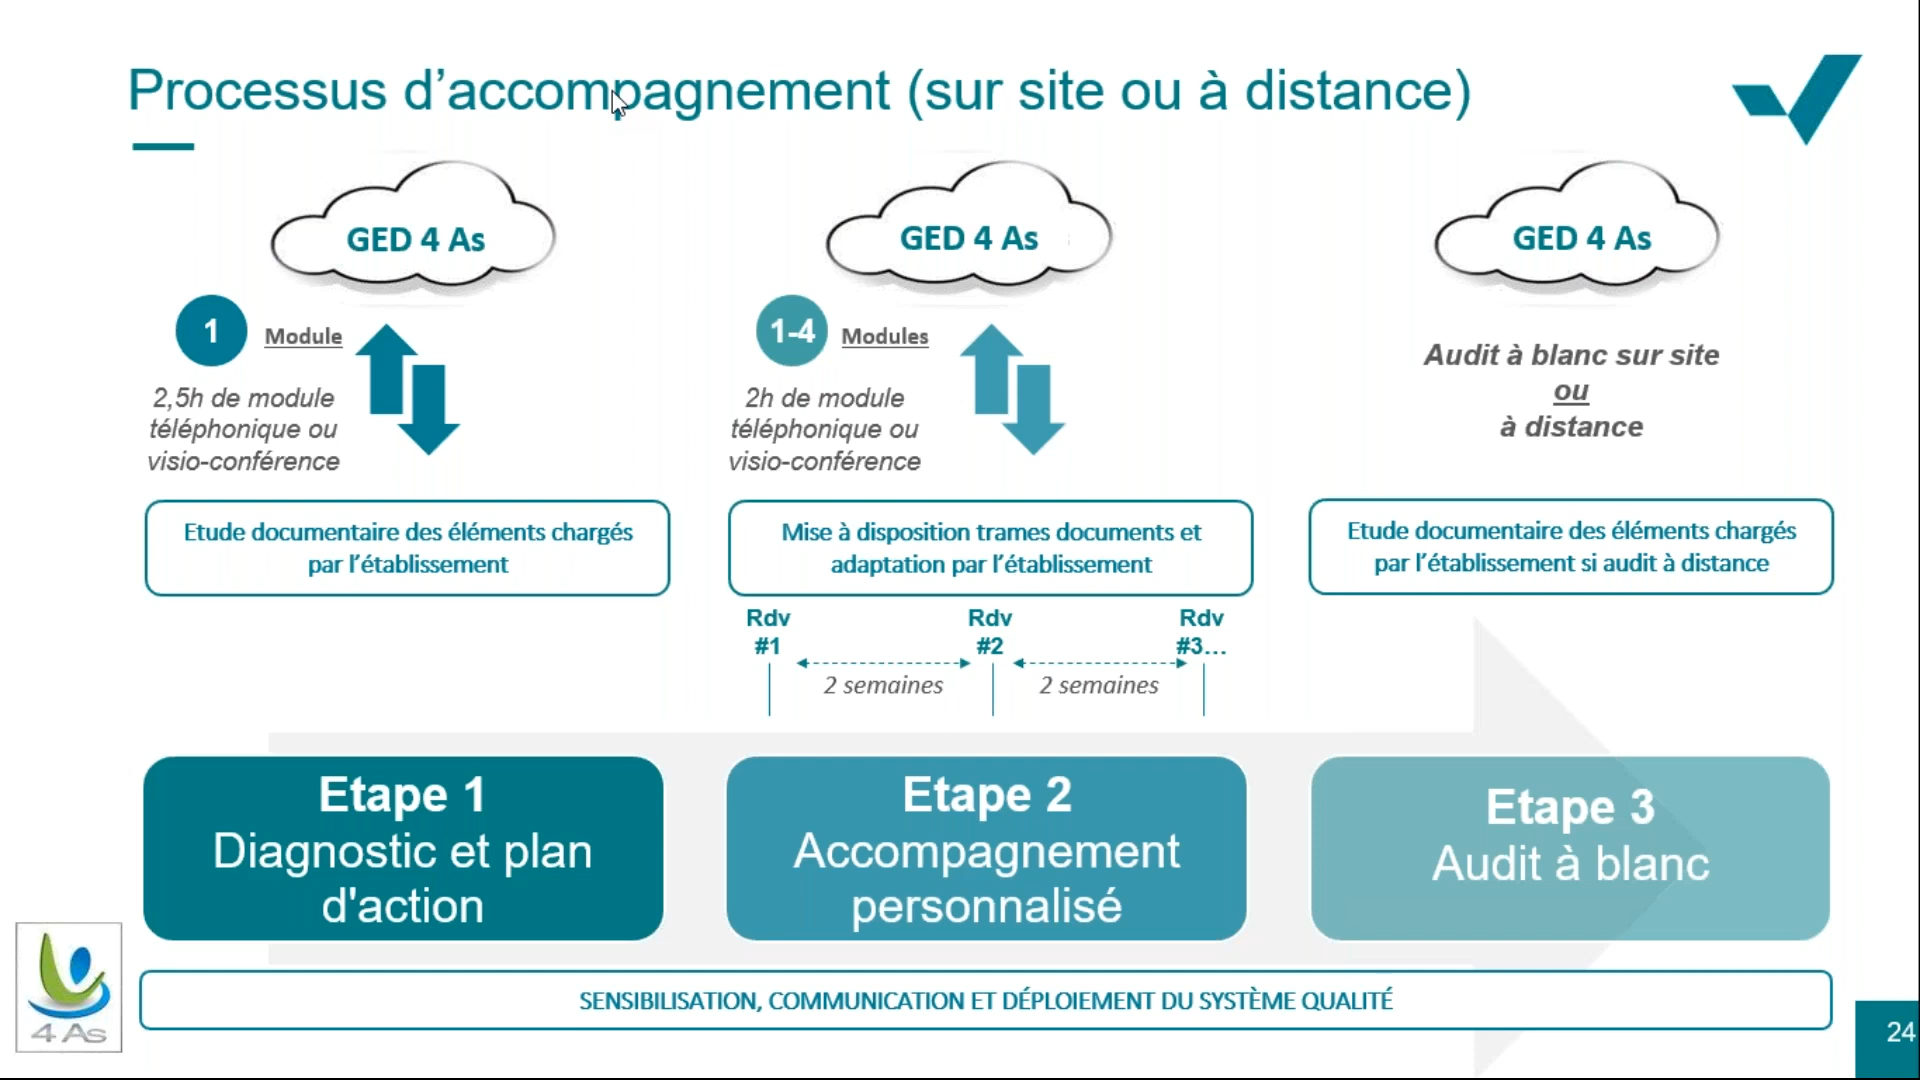 Processus d’accompagnement (sur site ou à distance)
GED 4 As
GED 4 As
GED 4 As
1
Module
2,5h de module
téléphonique ou
visio-conférence
1-4
Modules
2h de module
téléphonique ou
visio-conférence
Audit à blanc sur site
ou
à distance
Etude documentaire des éléments chargés
par l’établissement
Mise à disposition trames documents et
adaptation par l’établissement
Etude documentaire des éléments chargés
par l’établissement si audit à distance
Rdv
#1
Rdv
#2
Rdv
#3...
2 semaines
2 semaines
Etape 1
Diagnostic et plan
d'action
Etape 2
Accompagnement
personnalisé
Etape 3
Audit à blanc
SENSIBILISATION, COMMUNICATION ET DÉPLOIEMENT DU SYSTÈME QUALITÉ
4 As
24